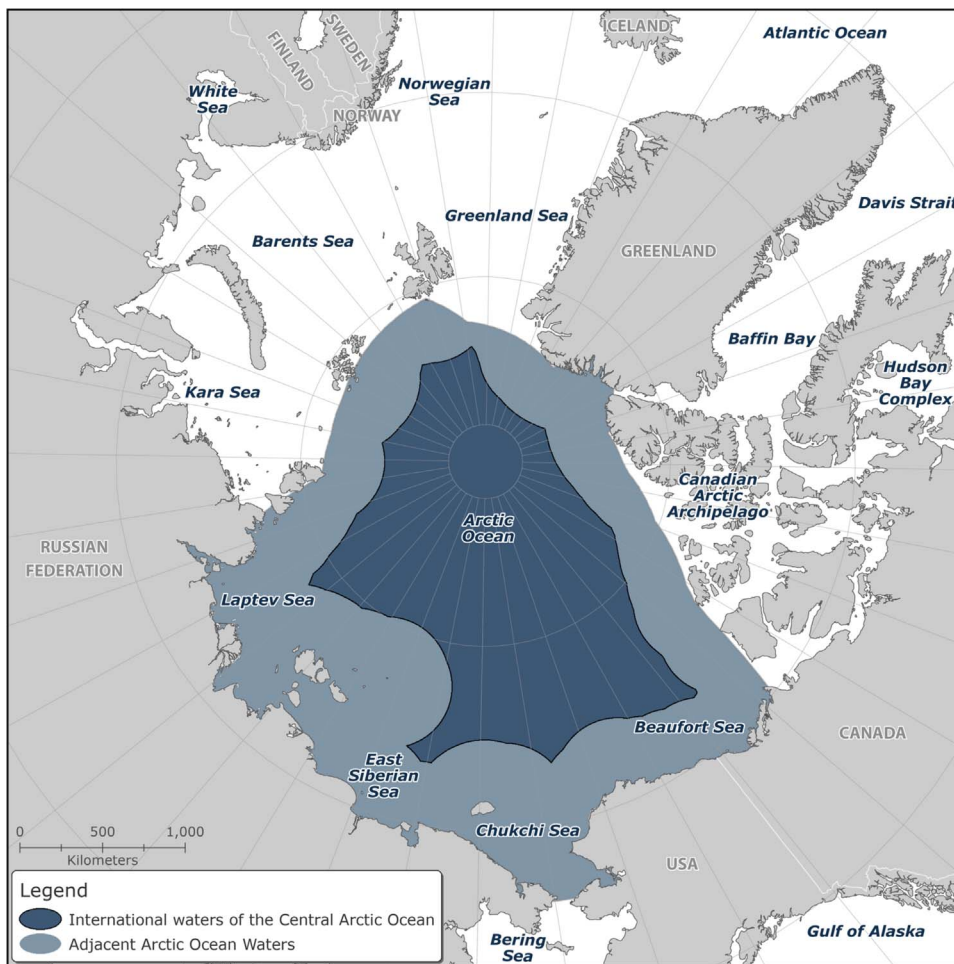 ICELAND
Atlantic Ocean
SWEDEN
FINLAND
Norwegian
Sea
White
Sea
NORWAY
Davis Strait
Greenland Sea
Barents Sea
GREENLAND
Baffin Bay
Hudson
Bay
Complex
Kara Sea
Canadian
Arctic
Archipelago
Arctic
Ocean
RUSSIAN
FEDERATION
Laptev Sea
Beaufort Sea
CANADA
East
Siberian
Sea
Chukchi Sea
USA
0 500 1,000
Kilometers
Legend
International waters of the Central Arctic Ocean
Adjacent Arctic Ocean Waters
Bering
Sea
Gulf of Alaska